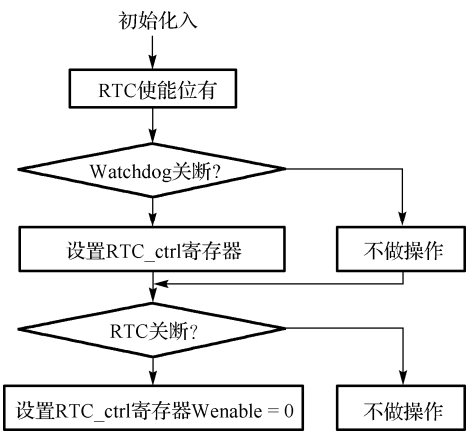 初始化入
RTC使能位有
Watchdog关断?
设置RTC_ctrl寄存器
不做操作
RTC关断?
设置RTC_ctrl寄存器Wenable = 0
不做操作